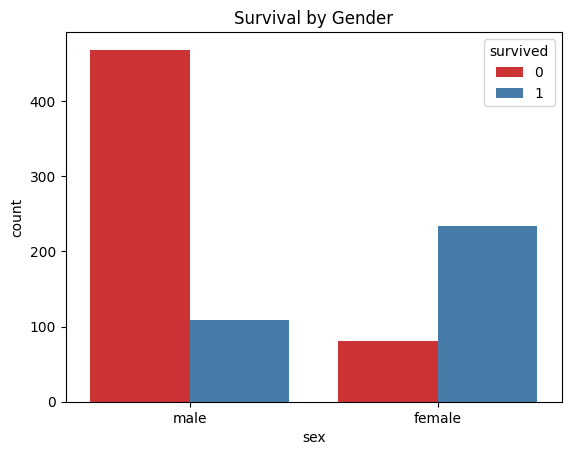 Survival by Gender
survived
0
1
400
300
200
100
0
count
male
female
sex